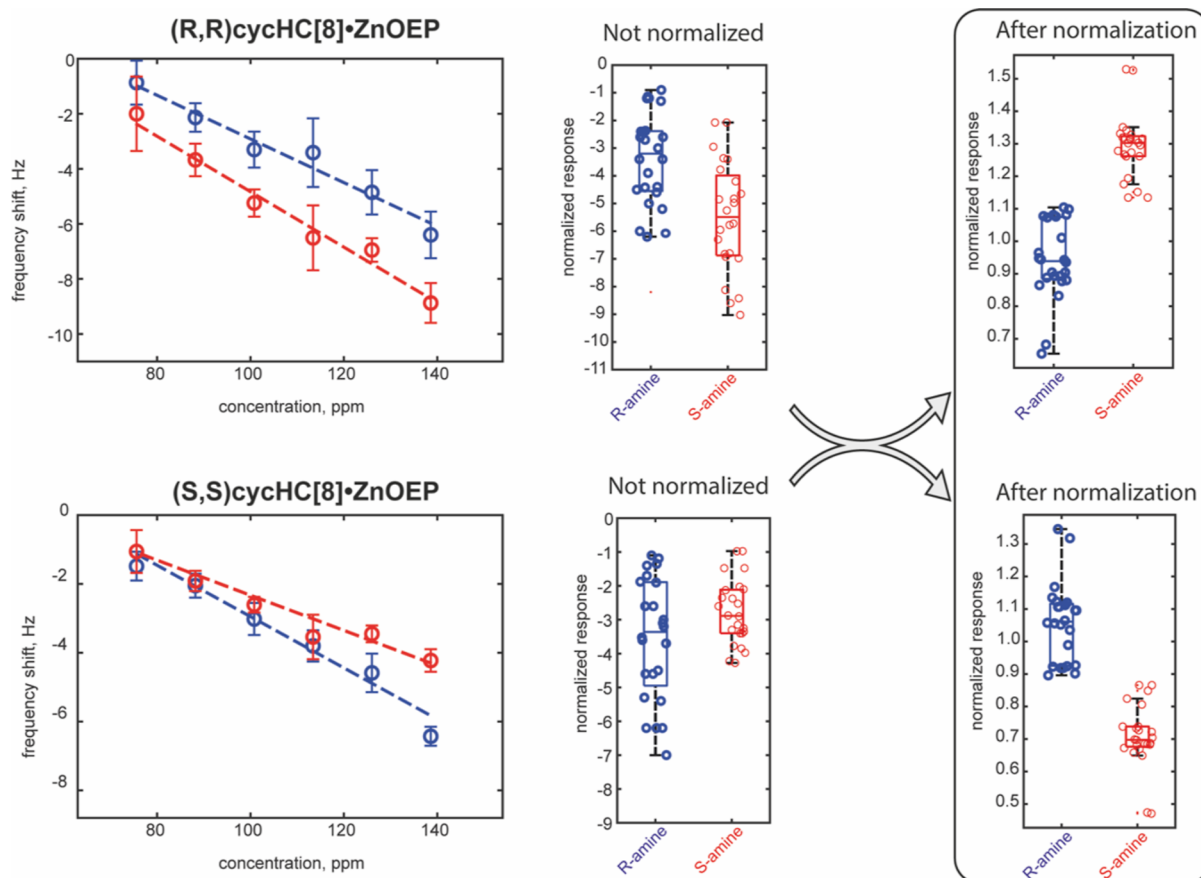 (R,R)cycHC[8]•ZnOEP
0
-2
-4
-6
-8
-10
frequency shift, Hz
80 100 120 140
concentration, ppm
Not normalized
0
-1
-2
-3
-4
-5
-6
-7
-8
-9
-10
-11
normalized response
R-amine S-amine
After normalization
1.5
1.4
1.3
1.2
1.1
1.0
0.9
0.8
0.7
normalized response
R-amine S-amine
(S,S)cycHC[8]•ZnOEP
0
-2
-4
-6
-8
frequency shift, Hz
80 100 120 140
concentration, ppm
Not normalized
0
-1
-2
-3
-4
-5
-6
-7
-8
-9
normalized response
R-amine S-amine
After normalization
1.3
1.2
1.1
1.0
0.9
0.8
0.7
0.6
0.5
normalized response
R-amine S-amine